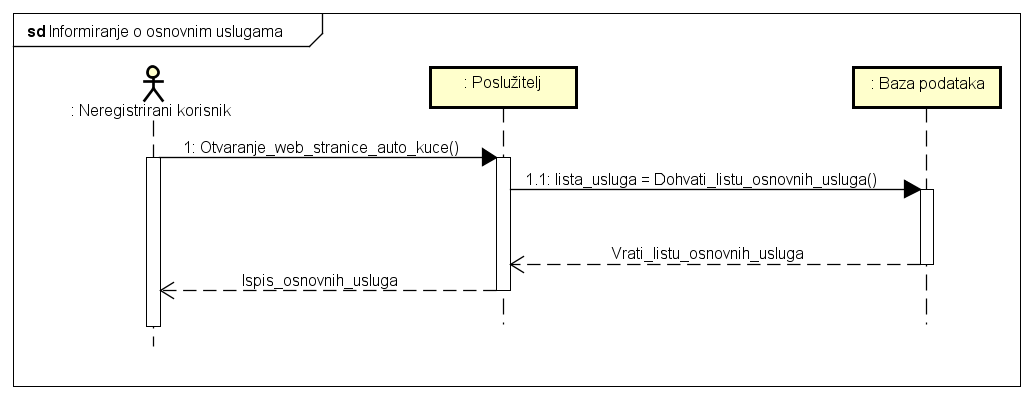 sd Informiranje o osnovnim uslugama
: Neregistrirani korisnik
: Poslužitelj
: Baza podataka
1: Otvaranje_web_stranice_auto_kuce()
1.1: lista_usluga = Dohvati_listu_osnovnih_usluga()
Vrati_listu_osnovnih_usluga
Ispis_osnovnih_usluga